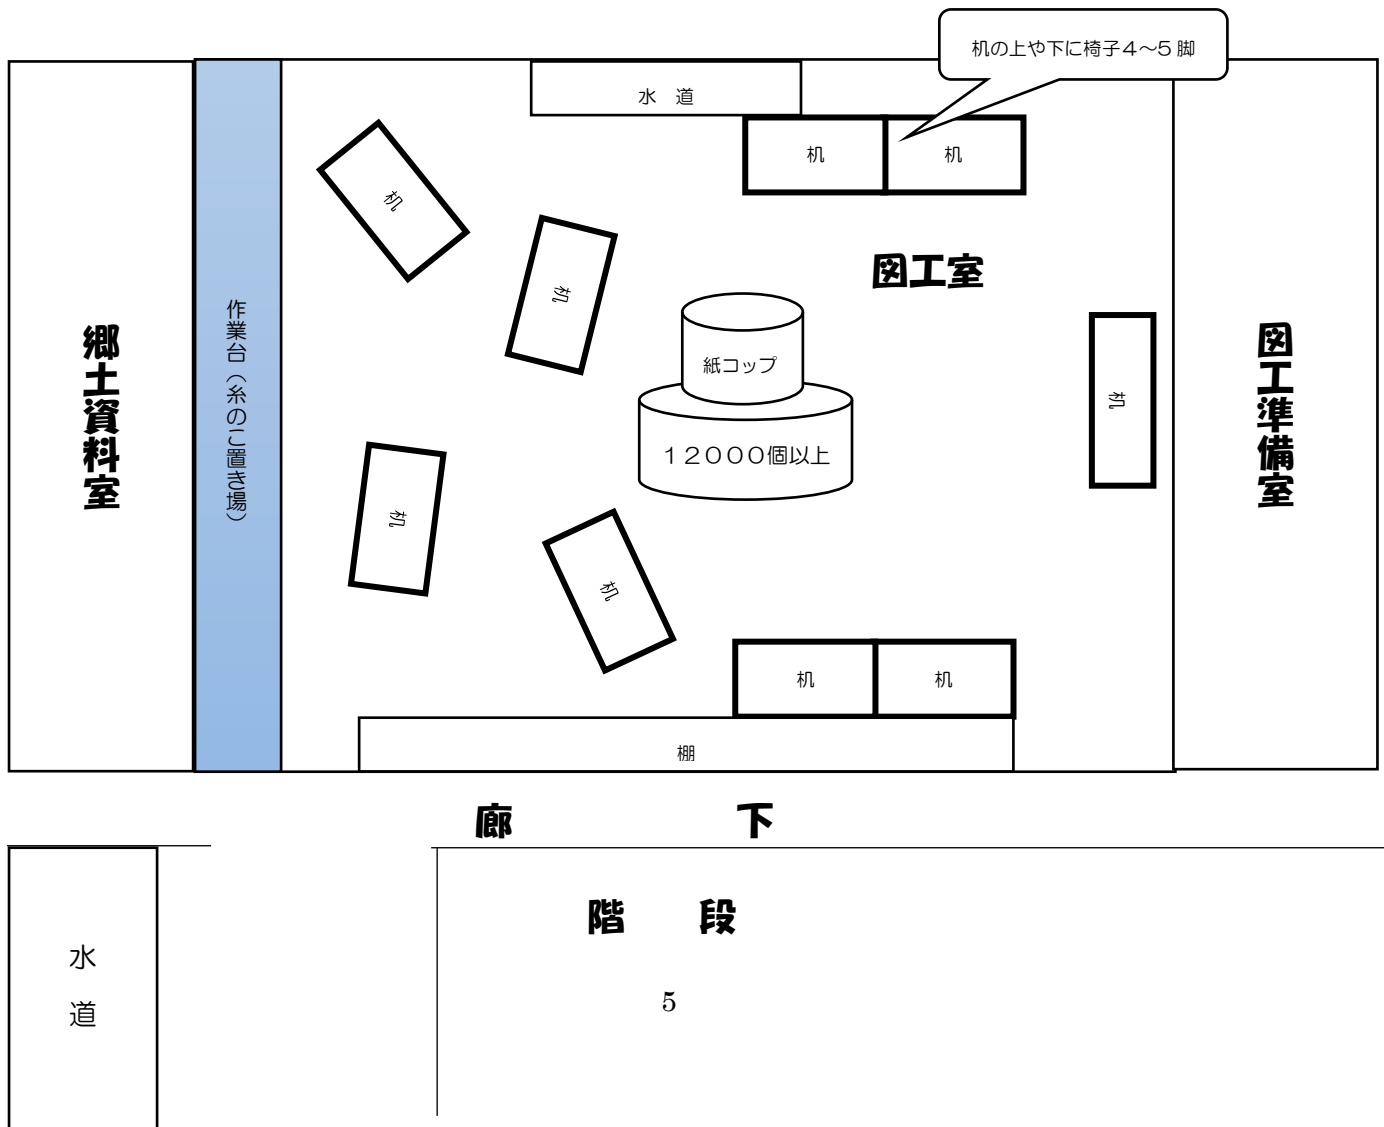 机の上や下に椅子４～５脚
水　道
机
机
机
机
図工室
郷土資料室
作業台（糸のこ置き場）
紙コップ
１２０００個以上
机
図工準備室
机
机
机
机
棚
廊　下
階　段
水
道
5